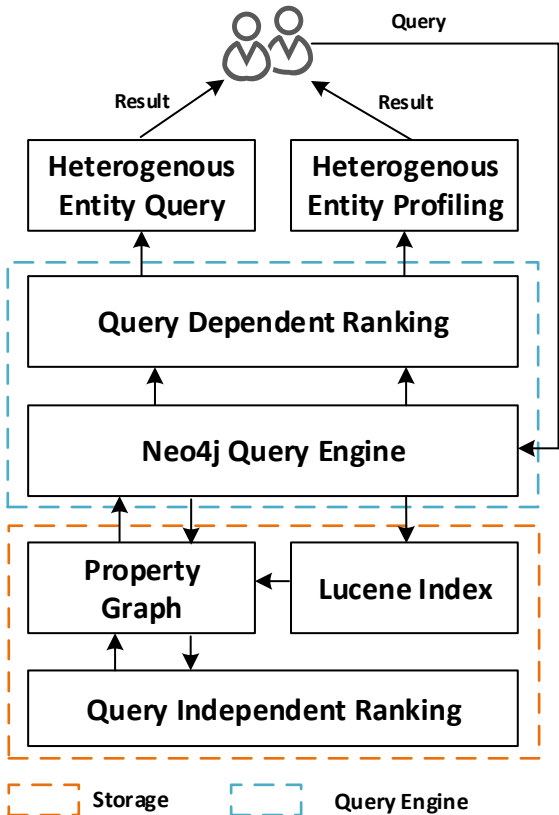 Query
Result
Result
Heterogenous
Entity Query
Heterogenous
Entity Profiling
Query Dependent Ranking
Neo4j Query Engine
Property
Graph
Lucene Index
Query Independent Ranking
Storage
Query Engine